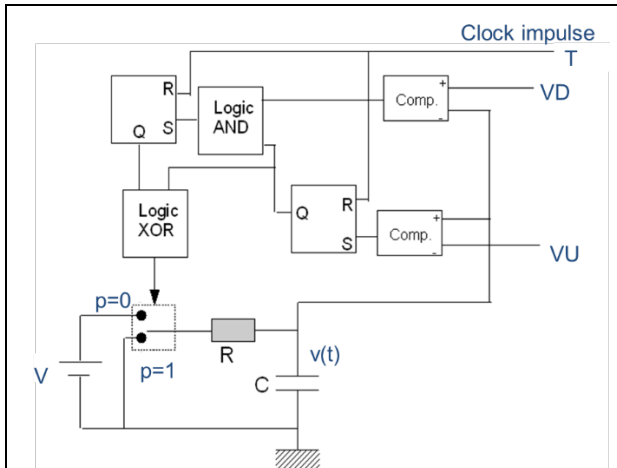 Clock impulse
T
R
Logic
AND
Comp.
+
-
VD
Q
S
Logic
XOR
Q
R
S
Comp.
+
-
VU
p=0
p=1
R
v(t)
V
C